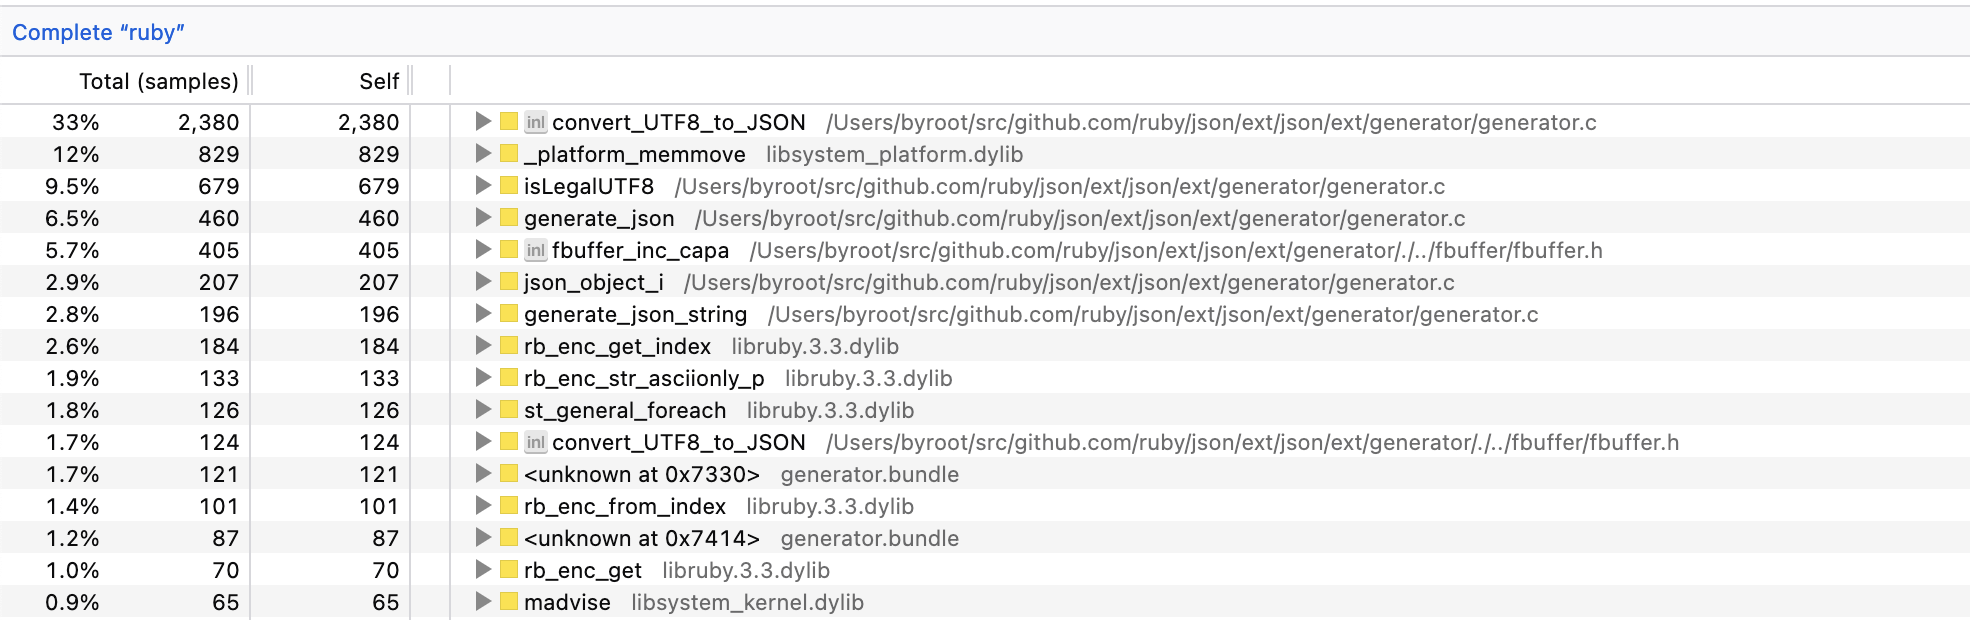 Complete “ruby”
Total (samples) Self
33% 2,380 2,380 inl convert_UTF8_to_JSON /Users/byroot/src/github.com/ruby/json/ext/json/ext/generator/generator.c
12% 829 829 _platform_memmove libsystem_platform.dylib
9.5% 679 679 isLegalUTF8 /Users/byroot/src/github.com/ruby/json/ext/json/ext/generator/generator.c
6.5% 460 460 generate_json /Users/byroot/src/github.com/ruby/json/ext/json/ext/generator/generator.c
5.7% 405 405 inl fbuffer_inc_capa /Users/byroot/src/github.com/ruby/json/ext/json/ext/generator/./../fbuffer/fbuffer.h
2.9% 207 207 json_object_i /Users/byroot/src/github.com/ruby/json/ext/json/ext/generator/generator.c
2.8% 196 196 generate_json_string /Users/byroot/src/github.com/ruby/json/ext/json/ext/generator/generator.c
2.6% 184 184 rb_enc_get_index libruby.3.3.dylib
1.9% 133 133 rb_enc_str_asciionly_p libruby.3.3.dylib
1.8% 126 126 st_general_foreach libruby.3.3.dylib
1.7% 124 124 inl convert_UTF8_to_JSON /Users/byroot/src/github.com/ruby/json/ext/json/ext/generator/./../fbuffer/fbuffer.h
1.7% 121 121 <unknown at 0x7330> generator.bundle
1.4% 101 101 rb_enc_from_index libruby.3.3.dylib
1.2% 87 87 <unknown at 0x7414> generator.bundle
1.0% 70 70 rb_enc_get libruby.3.3.dylib
0.9% 65 65 madvise libsystem_kernel.dylib